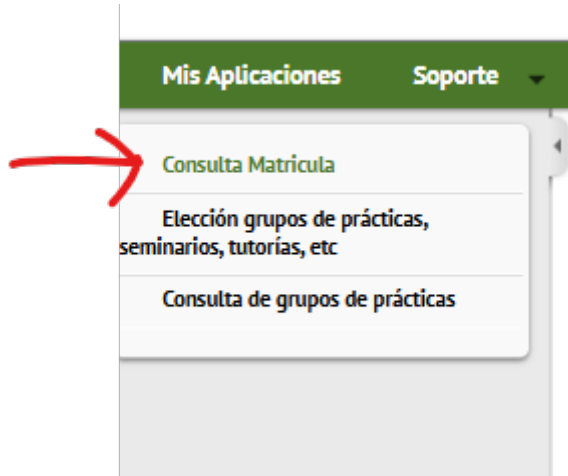 Mis Aplicaciones Soporte
Consulta Matricula
Elección grupos de prácticas,
seminarios, tutorías, etc
Consulta de grupos de prácticas